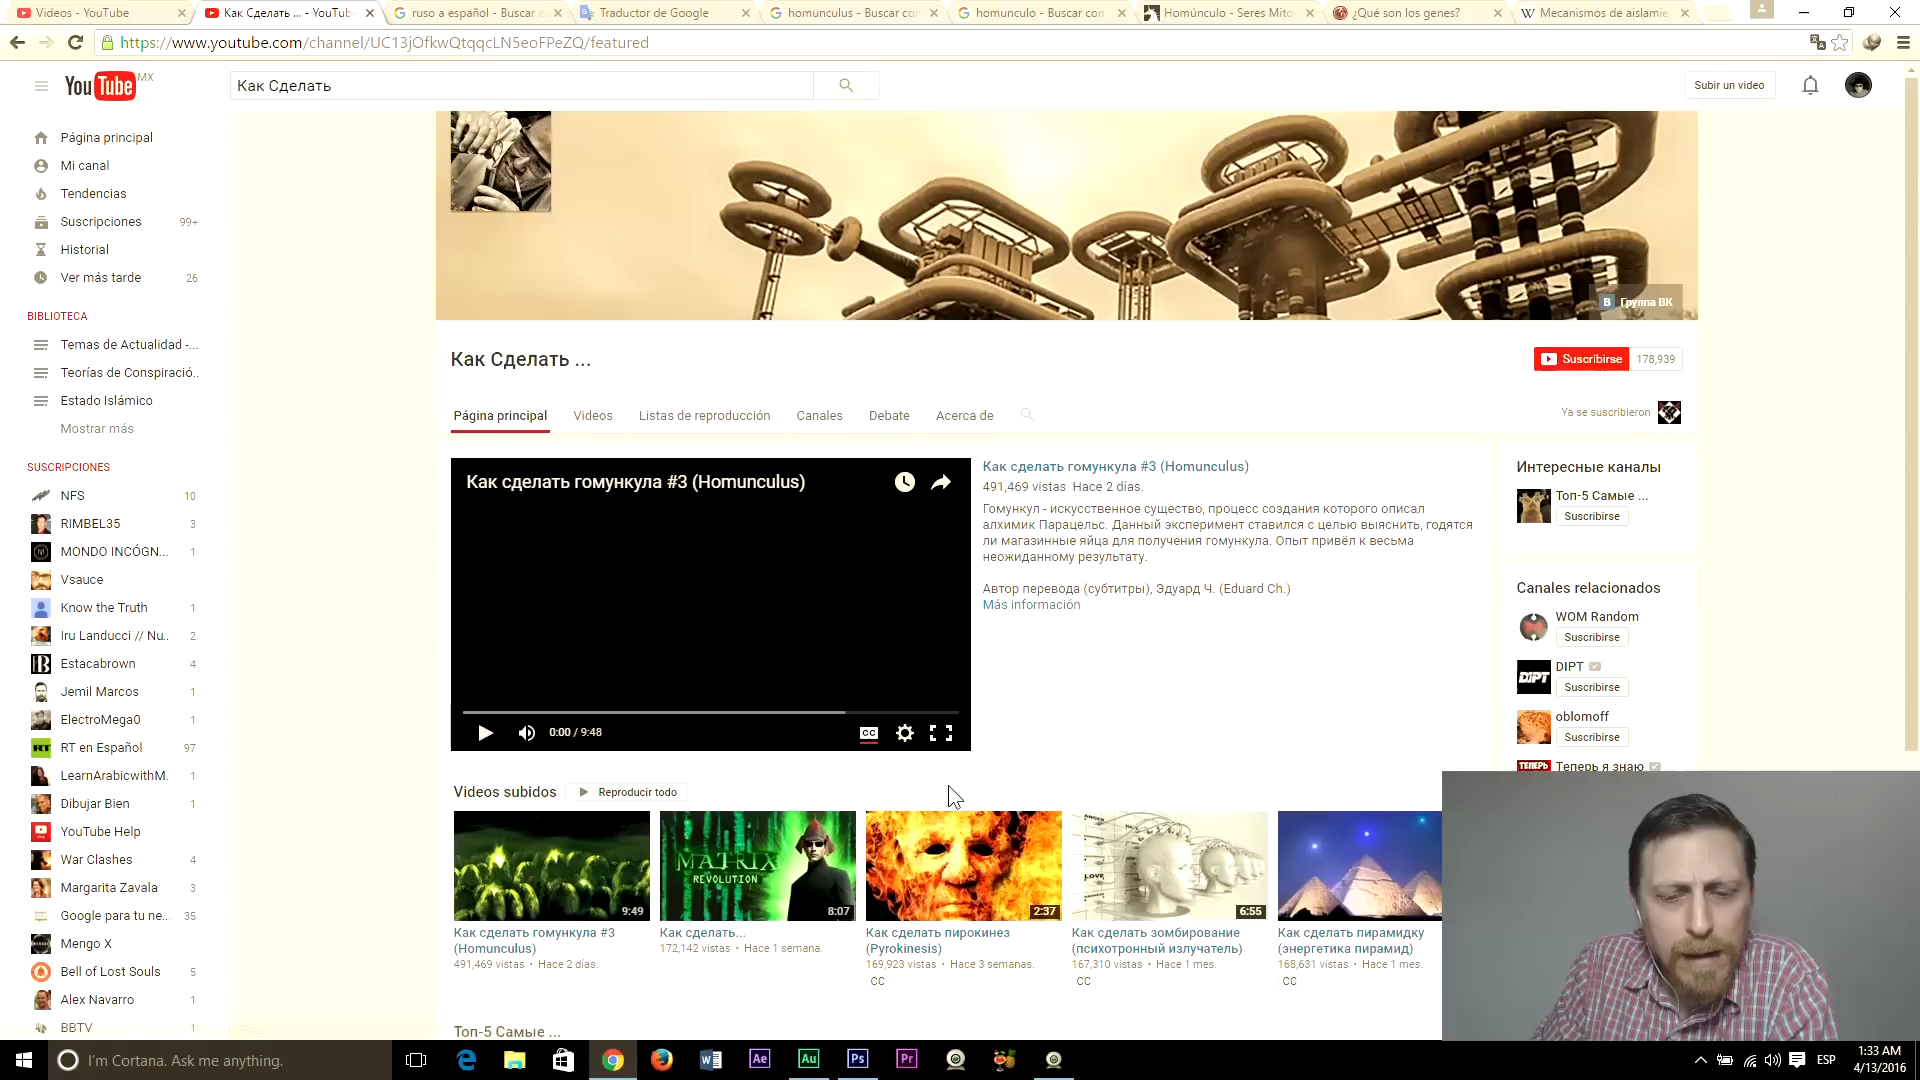 Videos - YouTube
Как Сделать ... - YouTub
ruso a español - Buscar c
Traductor de Google
homunculus - Buscar co
homunculo - Buscar con
Homúnculo - Seres Mito
¿Qué son los genes?
Mecanismos de aislamie
https://www.youtube.com/channel/UC13jOfkwQtqqcLN5eoFPeZQ/featured
YouTube MX
Как Сделать
Subir un video
Página principal
Mi canal
Tendencias
Suscripciones 99+
Historial
Ver más tarde 26
BIBLIOTECA
Temas de Actualidad -...
Teorías de Conspiració..
Estado Islámico
Mostrar más
SUSCRIPCIONES
NFS 10
RIMBEL35 3
MONDO INCÓGN... 1
Vsauce
Know the Truth 1
Iru Landucci // Nu.. 2
Estacabrown 4
Jemil Marcos 1
ElectroMega0 1
RT en Español 97
LearnArabicwithM. 1
Dibujar Bien 1
YouTube Help
War Clashes 4
Margarita Zavala 3
Google para tu ne... 35
Mengo X
Bell of Lost Souls 5
Alex Navarro 1
BBTV 1
В Группа ВК
Как Сделать ...
Suscribirse 178,939
Página principal
Videos
Listas de reproducción
Canales
Debate
Acerca de
Ya se suscribieron
Как сделать гомункула #3 (Homunculus)
0:00 / 9:48
CC
Как сделать гомункула #3 (Homunculus)
491,469 vistas Hace 2 días.
Гомункул - искусственное существо, процесс создания которого описал
алхимик Парацельс. Данный эксперимент ставился с целью выяснить, годятся
ли магазинные яйца для получения гомункула. Опыт привёл к весьма
неожиданному результату.
Автор перевода (субтитры), Эдуард Ч. (Eduard Ch.)
Más información
Интересные каналы
Топ-5 Самые ...
Suscribirse
Canales relacionados
WOM Random
Suscribirse
DIPT
Suscribirse
oblomoff
Suscribirse
ТЕПЕРЬ
Теперь я знаю
Videos subidos
Reproducir todo
9:49
Как сделать гомункула #3
(Homunculus)
491,469 vistas • Hace 2 días.
MATRIX
REVOLUTION
8:07
Как сделать...
172,142 vistas • Hace 1 semana.
2:37
Как сделать пирокинез
(Pyrokinesis)
169,923 vistas • Hace 3 semanas.
CC
LOVE
6:55
Как сделать зомбирование
(психотронный излучатель)
167,310 vistas • Hace 1 mes.
CC
Как сделать пирамидку
(энергетика пирамид)
168,631 vistas • Hace 1 mes.
CC
Топ-5 Самые ...
I'm Cortana. Ask me anything.
Ae
Au
Ps
Pr
ESP
1:33 AM
4/13/2016